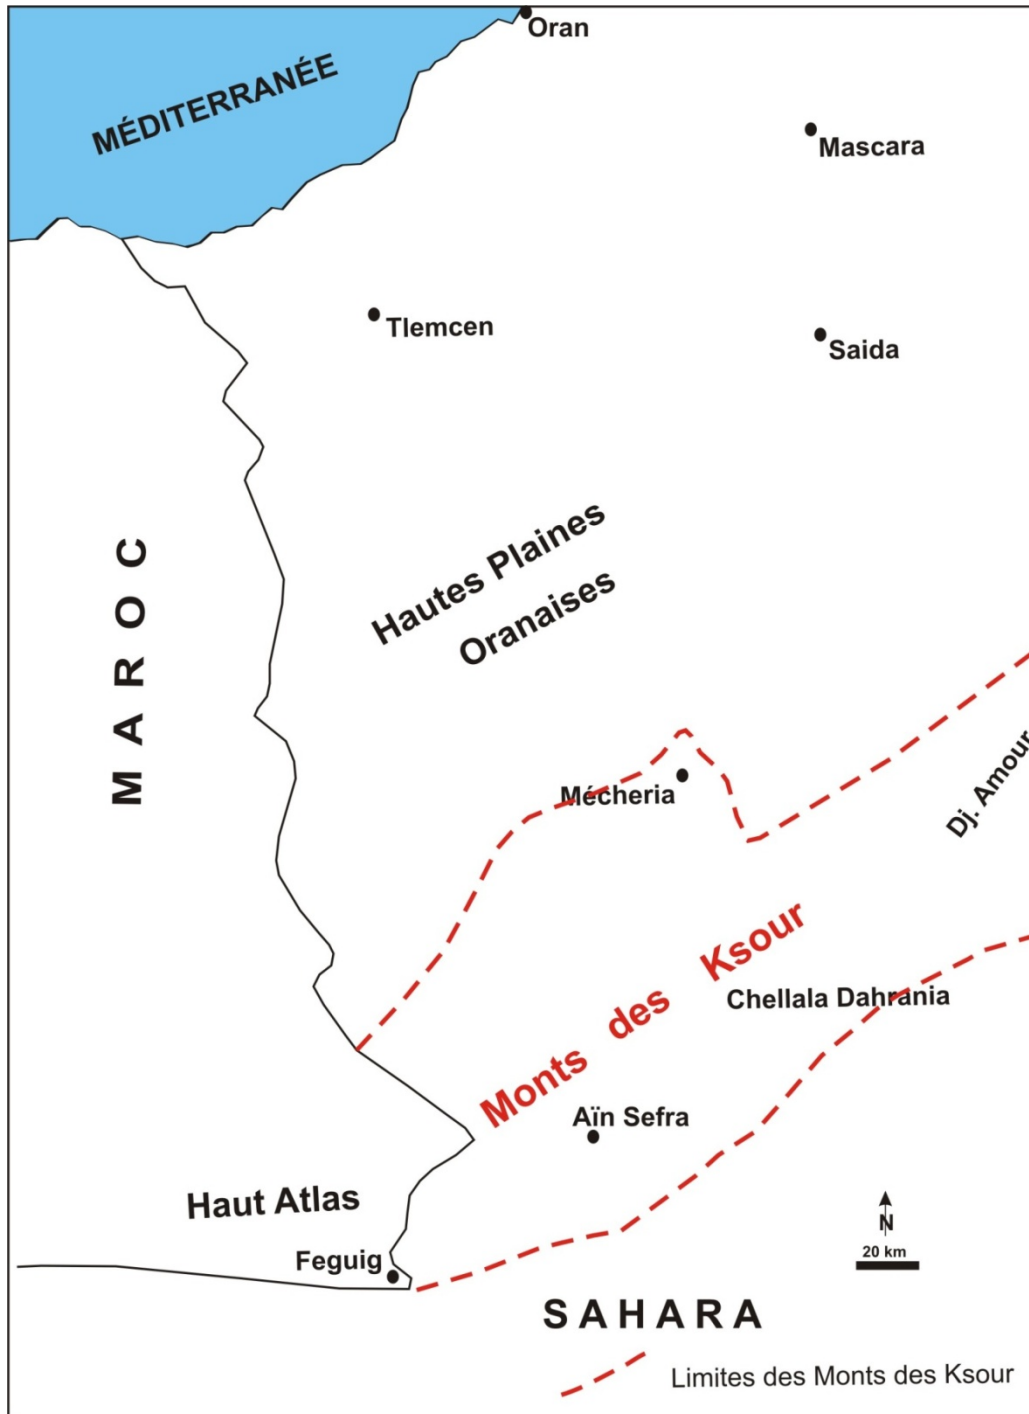 Oran
MÉDITERRANÉE
Mascara
Tlemcen
Saida
Hautes Plaines
Oranaises
MAROC
Mécheria
Dj. Amour
Monts des Ksour
Chellala Dahrania
Aïn Sefra
Haut Atlas
N
20 km
Feguig
SAHARA
Limites des Monts des Ksour